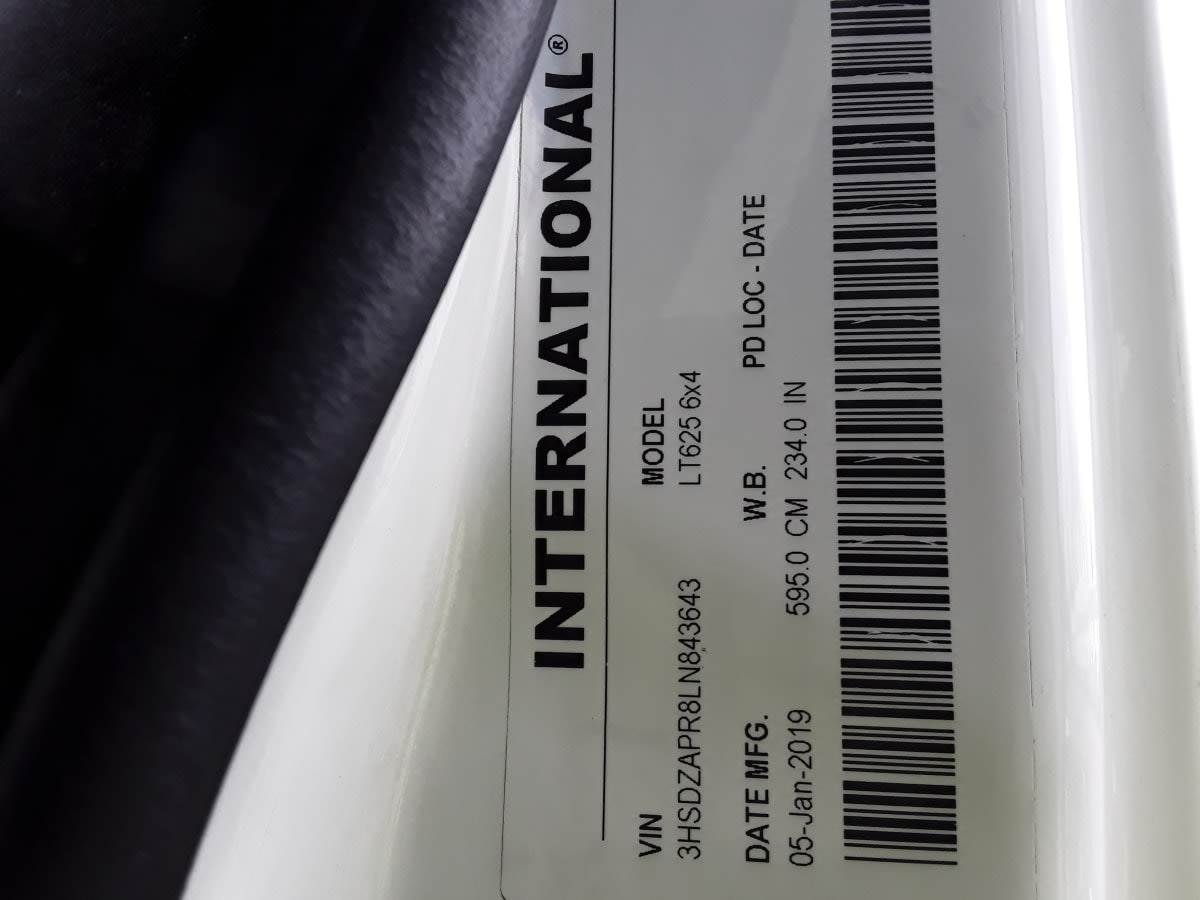 INTERNATIONAL®
VIN MODEL
3HSDZAPR8LN843643 LT625 6x4
DATE MFG. W.B. PD LOC - DATE
05-Jan-2019 595.0 CM 234.0 IN